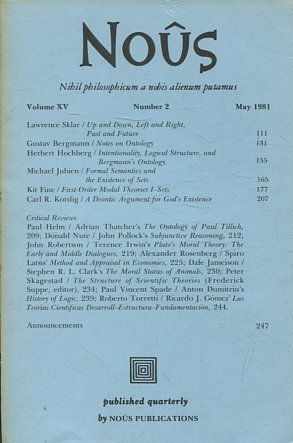 Noûs
Nihil philosophicum a nobis alienum putamus
Volume XV Number 2 May 1981
Lawrence Sklar / Up and Down, Left and Right,
Past and Future 111
Gustav Bergmann / Notes on Ontology 131
Herbert Hochberg / Intentionality, Logical Structure, and
Bergmann's Ontology 155
Michael Jubien / Formal Semantics and
the Existence of Sets 165
Kit Fine / First-Order Modal Theories I–Sets 177
Carl R. Kordig / A Deontic Argument for God's Existence 207
Critical Reviews
Paul Helm / Adrian Thatcher's The Ontology of Paul Tillich,
209; Donald Nute / John Pollock's Subjunctive Reasoning, 212;
John Robertson / Terence Irwin's Plato's Moral Theory: The
Early and Middle Dialogues, 219; Alexander Rosenberg / Spiro
Latsis' Method and Appraisal in Economics, 225; Dale Jameison /
Stephen R. L. Clark's The Moral Status of Animals, 230; Peter
Skagestad / The Structure of Scientific Theories (Frederick
Suppe, editor), 234; Paul Vincent Spade / Anton Dumitriu's
History of Logic, 239; Roberto Torretti / Ricardo J. Gómez' Las
Teorías Científicas Desarroll–Estructura–Fundamentación, 244.
Announcements 247
published quarterly
by NOÛS PUBLICATIONS